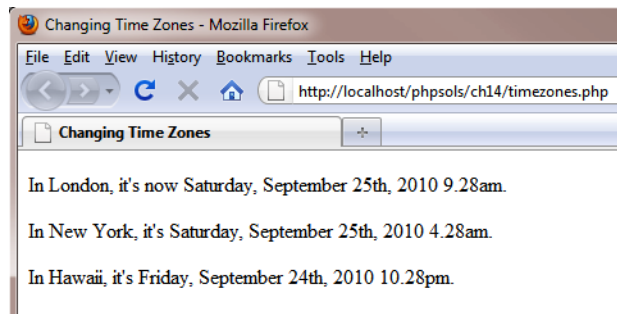 Changing Time Zones - Mozilla Firefox
File Edit View History Bookmarks Tools Help
http://localhost/phpsols/ch14/timezones.php
Changing Time Zones
In London, it's now Saturday, September 25th, 2010 9.28am.
In New York, it's Saturday, September 25th, 2010 4.28am.
In Hawaii, it's Friday, September 24th, 2010 10.28pm.